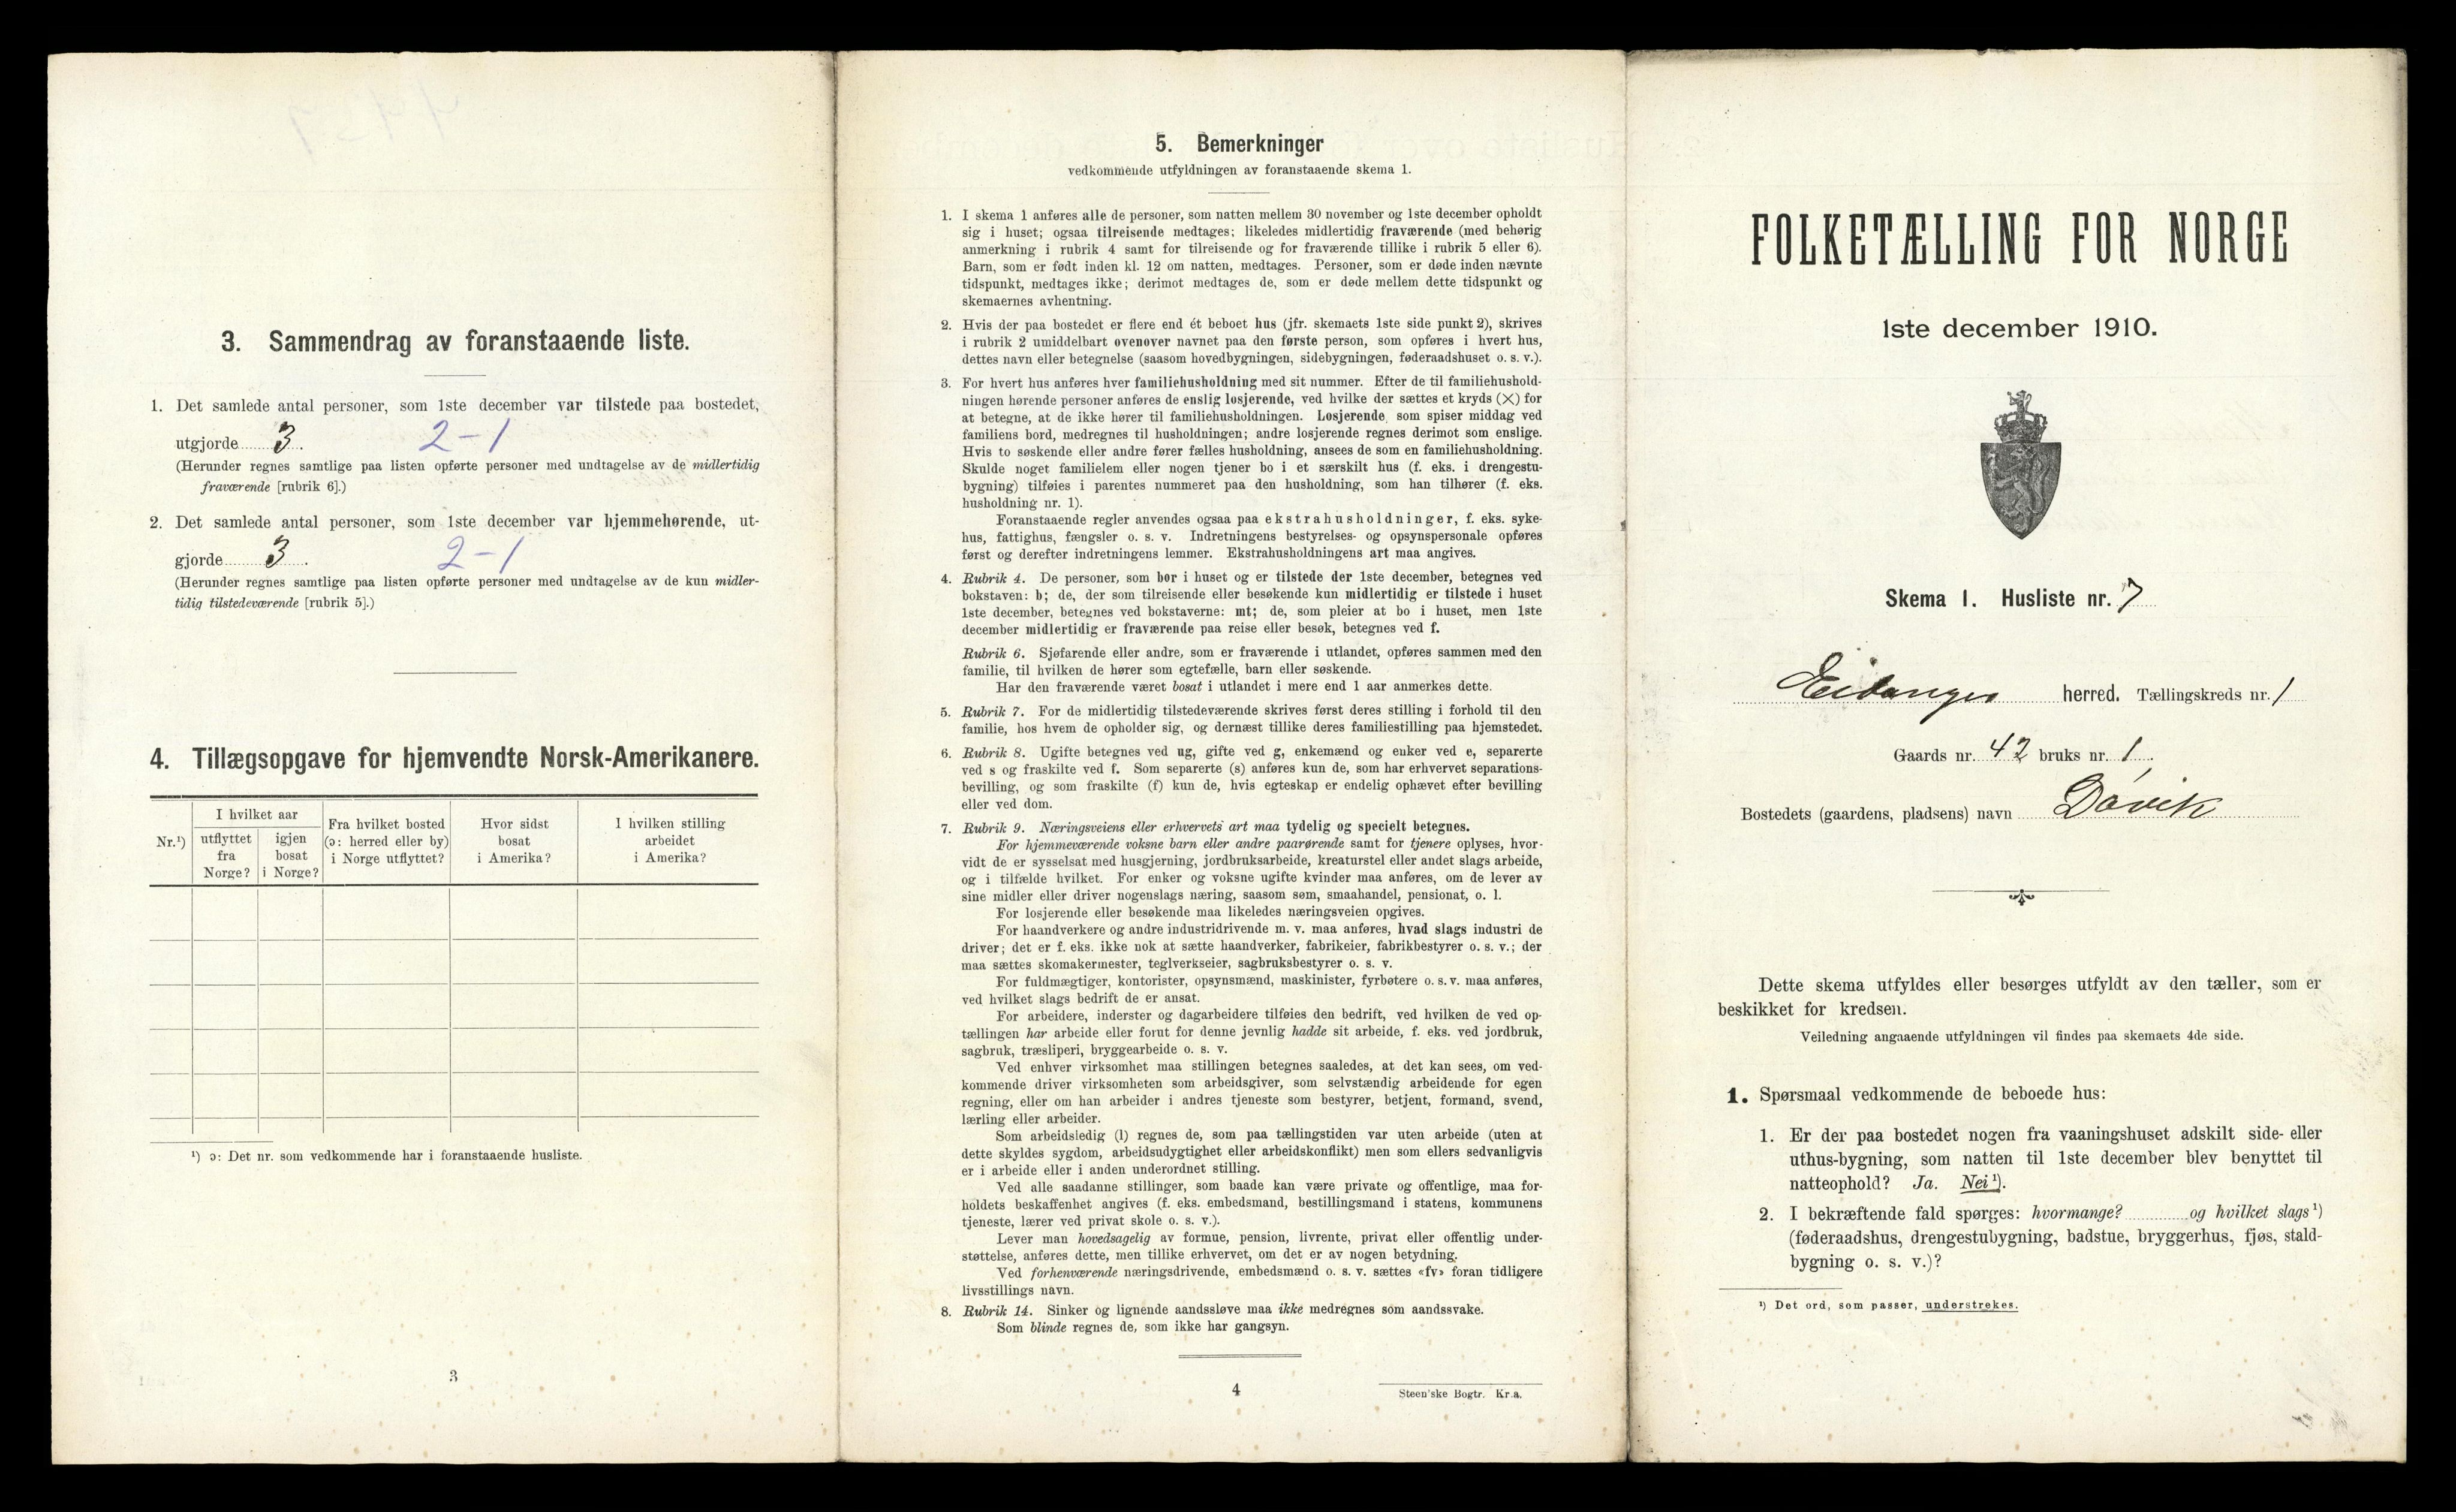 3. Sammendrag av foranstaaende liste.
1. Det samlede antal personer, som 1ste december var tilstede paa bostedet,
utgjorde 3. 2-1
(Herunder regnes samtlige paa listen opførte personer med undtagelse av de midlertidig
fraværende [rubrik 6].)
2. Det samlede antal personer, som 1ste december var hjemmehørende, ut-
gjorde 3. 2-1
(Herunder regnes samtlige paa listen opførte personer med undtagelse av de kun midler-
tidig tilstedeværende [rubrik 5].)
4. Tillægsopgave for hjemvendte Norsk-Amerikanere.
Nr.¹)
I hvilket aar
utflyttet fra Norge?
igjen bosat i Norge?
Fra hvilket bosted (ɔ: herred eller by) i Norge utflyttet?
Hvor sidst bosat i Amerika?
I hvilken stilling arbeidet i Amerika?
¹) ɔ: Det nr. som vedkommende har i foranstaaende husliste.
3
5. Bemerkninger
vedkommende utfyldningen av foranstaaende skema 1.
1. I skema 1 anføres alle de personer, som natten mellem 30 november og 1ste december opholdt
sig i huset; ogsaa tilreisende medtages; likeledes midlertidig fraværende (med behørig
anmerkning i rubrik 4 samt for tilreisende og for fraværende tillike i rubrik 5 eller 6).
Barn, som er født inden kl. 12 om natten, medtages. Personer, som er døde inden nævnte
tidspunkt, medtages ikke; derimot medtages de, som er døde mellem dette tidspunkt og
skemaernes avhentning.
2. Hvis der paa bostedet er flere end ét beboet hus (jfr. skemaets 1ste side punkt 2), skrives
i rubrik 2 umiddelbart ovenover navnet paa den første person, som opføres i hvert hus,
dettes navn eller betegnelse (saasom hovedbygningen, sidebygningen, føderaadshuset o. s. v.).
3. For hvert hus anføres hver familiehusholdning med sit nummer. Efter de til familiehushold-
ningen hørende personer anføres de enslig losjerende, ved hvilke der sættes et kryds (×) for
at betegne, at de ikke hører til familiehusholdningen. Losjerende, som spiser middag ved
familiens bord, medregnes til husholdningen; andre losjerende regnes derimot som enslige.
Hvis to søskende eller andre fører fælles husholdning, ansees de som en familiehusholdning.
Skulde noget familielem eller nogen tjener bo i et særskilt hus (f. eks. i drengestu-
bygning) tilføies i parentes nummeret paa den husholdning, som han tilhører (f. eks.
husholdning nr. 1).
Foranstaaende regler anvendes ogsaa paa ekstrahusholdninger, f. eks. syke-
hus, fattighus, fængsler o. s. v. Indretningens bestyrelses- og opsynspersonale opføres
først og derefter indretningens lemmer. Ekstrahusholdningens art maa angives.
4. Rubrik 4. De personer, som bor i huset og er tilstede der 1ste december, betegnes ved
bokstaven: b; de, der som tilreisende eller besøkende kun midlertidig er tilstede i huset
1ste december, betegnes ved bokstaverne: mt; de, som pleier at bo i huset, men 1ste
december midlertidig er fraværende paa reise eller besøk, betegnes ved f.
Rubrik 6. Sjøfarende eller andre, som er fraværende i utlandet, opføres sammen med den
familie, til hvilken de hører som egtefælle, barn eller søskende.
Har den fraværende været bosat i utlandet i mere end 1 aar anmerkes dette.
5. Rubrik 7. For de midlertidig tilstedeværende skrives først deres stilling i forhold til den
familie, hos hvem de opholder sig, og dernæst tillike deres familiestilling paa hjemstedet.
6. Rubrik 8. Ugifte betegnes ved ug, gifte ved g, enkemænd og enker ved e, separerte
ved s og fraskilte ved f. Som separerte (s) anføres kun de, som har erhvervet separations-
bevilling, og som fraskilte (f) kun de, hvis egteskap er endelig ophævet efter bevilling
eller ved dom.
7. Rubrik 9. Næringsveiens eller erhvervets art maa tydelig og specielt betegnes.
For hjemmeværende voksne barn eller andre paarørende samt for tjenere oplyses, hvor-
vidt de er sysselsat med husgjerning, jordbruksarbeide, kreaturstel eller andet slags arbeide,
og i tilfælde hvilket. For enker og voksne ugifte kvinder maa anføres, om de lever av
sine midler eller driver nogenslags næring, saasom søm, smaahandel, pensionat, o. l.
For losjerende eller besøkende maa likeledes næringsveien opgives.
For haandverkere og andre industridrivende m. v. maa anføres, hvad slags industri de
driver; det er f. eks. ikke nok at sætte haandverker, fabrikeier, fabrikbestyrer o. s. v.; der
maa sættes skomakermester, teglverkseier, sagbruksbestyrer o. s. v.
For fuldmægtiger, kontorister, opsynsmænd, maskinister, fyrbøtere o. s. v. maa anføres,
ved hvilket slags bedrift de er ansat.
For arbeidere, inderster og dagarbeidere tilføies den bedrift, ved hvilken de ved op-
tællingen har arbeide eller forut for denne jevnlig hadde sit arbeide, f. eks. ved jordbruk,
sagbruk, træsliperi, bryggearbeide o. s. v.
Ved enhver virksomhet maa stillingen betegnes saaledes, at det kan sees, om ved-
kommende driver virksomheten som arbeidsgiver, som selvstændig arbeidende for egen
regning, eller om han arbeider i andres tjeneste som bestyrer, betjent, formand, svend,
lærling eller arbeider.
Som arbeidsledig (l) regnes de, som paa tællingstiden var uten arbeide (uten at
dette skyldes sygdom, arbeidsudygtighet eller arbeidskonflikt) men som ellers sedvanligvis
er i arbeide eller i anden underordnet stilling.
Ved alle saadanne stillinger, som baade kan være private og offentlige, maa for-
holdets beskaffenhet angives (f. eks. embedsmand, bestillingsmand i statens, kommunens
tjeneste, lærer ved privat skole o. s. v.).
Lever man hovedsagelig av formue, pension, livrente, privat eller offentlig under-
støttelse, anføres dette, men tillike erhvervet, om det er av nogen betydning.
Ved forhenværende næringsdrivende, embedsmænd o. s. v. sættes «fv» foran tidligere
livsstillings navn.
8. Rubrik 14. Sinker og lignende aandssløve maa ikke medregnes som aandssvake.
Som blinde regnes de, som ikke har gangsyn.
4
Steen'ske Bogtr. Kr.a.
FOLKETÆLLING FOR NORGE
1ste december 1910.
Skema 1. Husliste nr. 7
Eidanger herred. Tællingskreds nr. 1
Gaards nr. 42 bruks nr. 1.
Bostedets (gaardens, pladsens) navn Døvik
Dette skema utfyldes eller besørges utfyldt av den tæller, som er
beskikket for kredsen.
Veiledning angaaende utfyldningen vil findes paa skemaets 4de side.
1. Spørsmaal vedkommende de beboede hus:
1. Er der paa bostedet nogen fra vaaningshuset adskilt side- eller
uthus-bygning, som natten til 1ste december blev benyttet til
natteophold? Ja. Nei ¹).
2. I bekræftende fald spørges: hvormange? og hvilket slags ¹)
(føderaadshus, drengestubygning, badstue, bryggerhus, fjøs, stald-
bygning o. s. v.)?
¹) Det ord, som passer, understrekes.